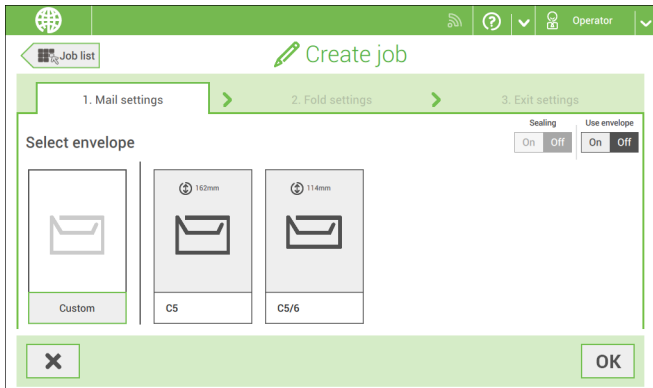 Operator
Job list
Create job
1. Mail settings
2. Fold settings
3. Exit settings
Select envelope
Sealing
On Off
Use envelope
On Off
162mm
114mm
Custom
C5
C5/6
OK